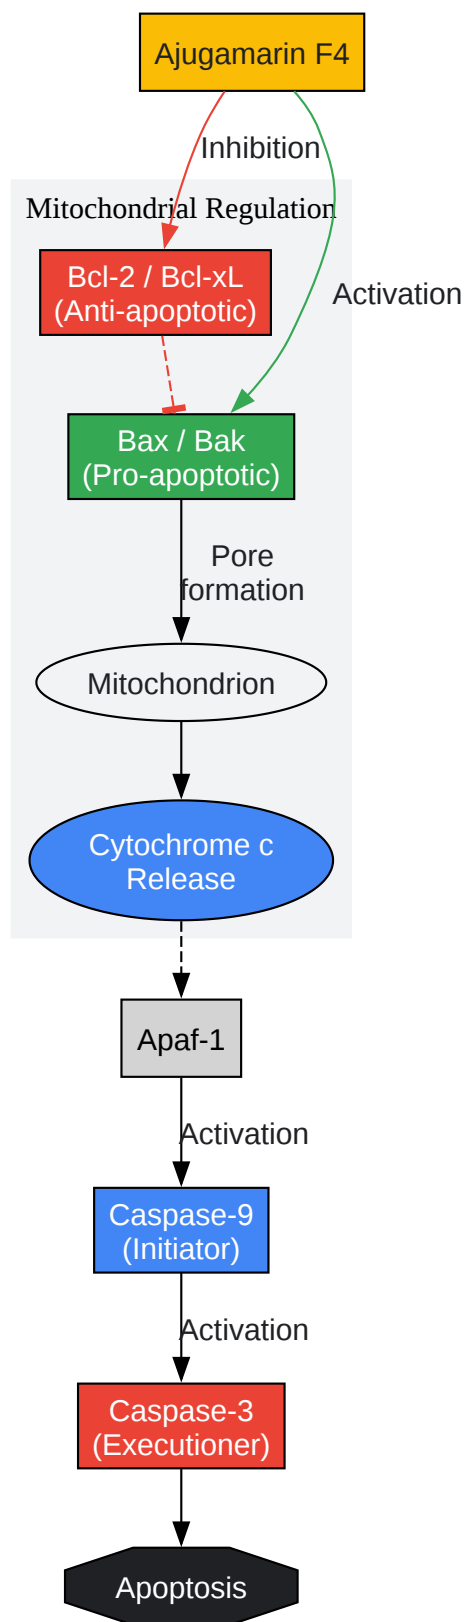 Ajugamarin F4
Inhibition
Mitochondrial Regulation
Bcl-2 / Bcl-xL
(Anti-apoptotic)
Activation
Bax / Bak
(Pro-apoptotic)
Pore
formation
Mitochondrion
Cytochrome c
Release
Apaf-1
Activation
Caspase-9
(Initiator)
Activation
Caspase-3
(Executioner)
Apoptosis